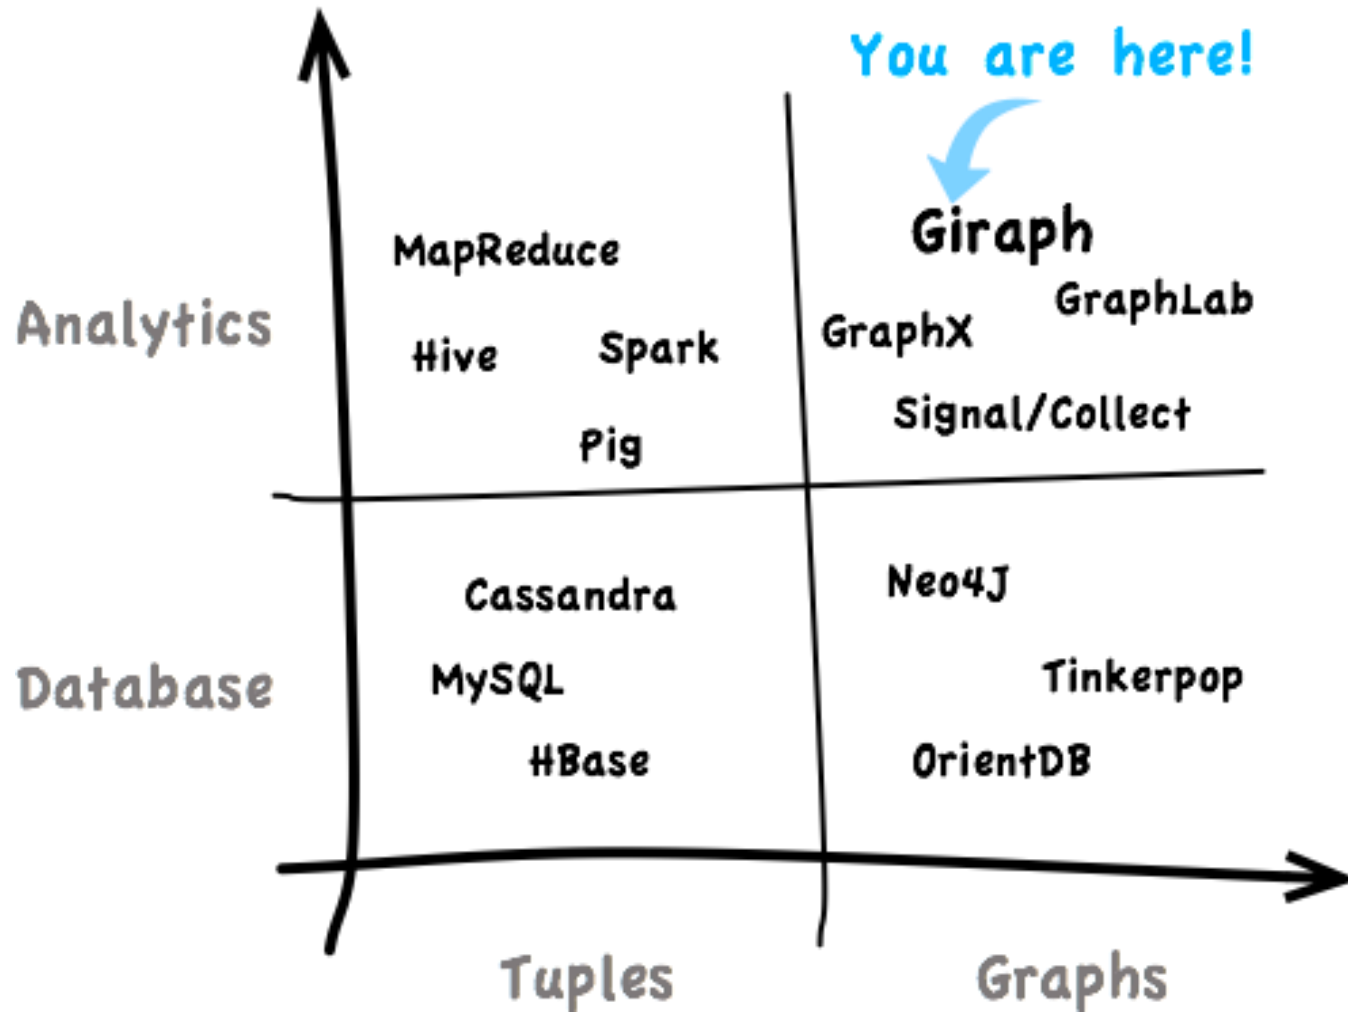 You are here!
Giraph
MapReduce
GraphLab
Analytics
GraphX
Hive
Spark
Signal/Collect
Pig
Neo4J
Cassandra
Database
MySQL
Tinkerpop
HBase
OrientDB
Tuples
Graphs